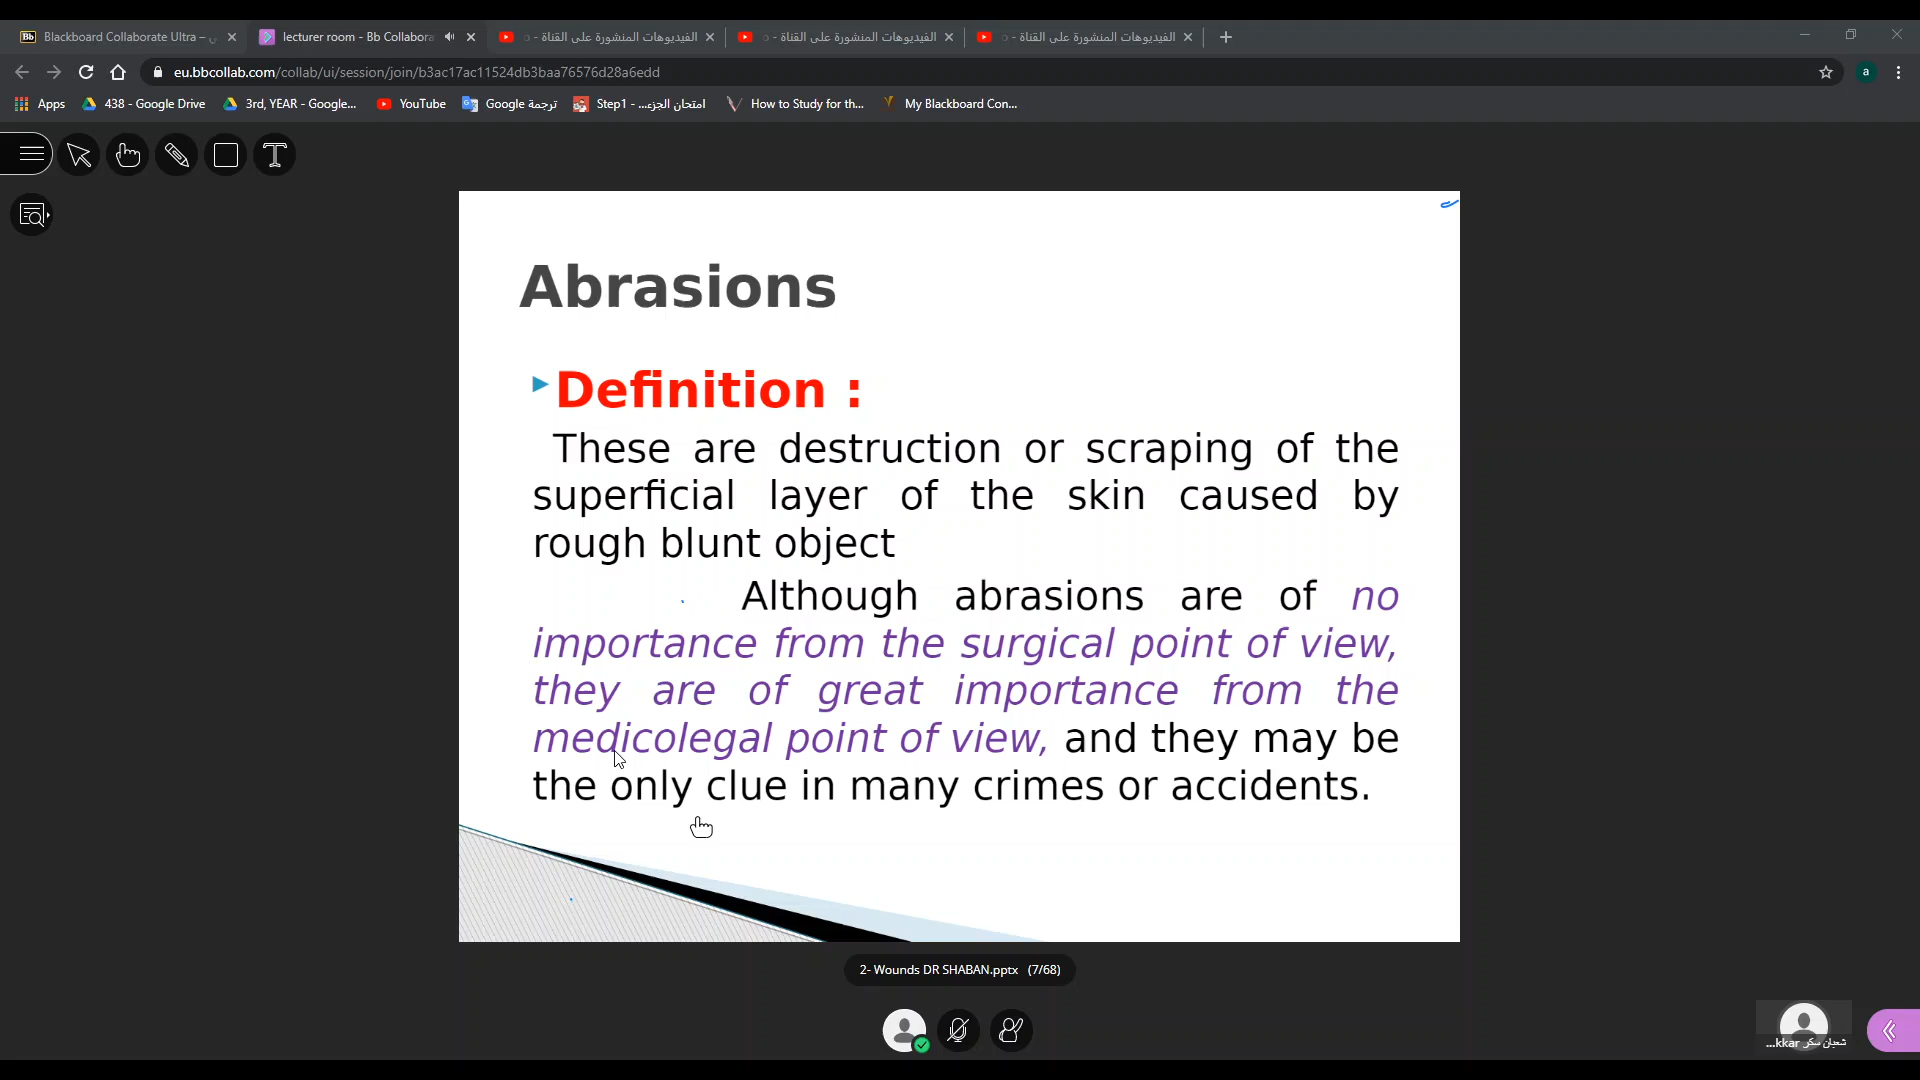 Blackboard Collaborate Ultra –
lecturer room - Bb Collabora
الفيديوهات المنشورة على القناة -
الفيديوهات المنشورة على القناة -
الفيديوهات المنشورة على القناة -
eu.bbcollab.com/collab/ui/session/join/b3ac17ac11524db3baa76576d28a6edd
a
Apps
438 - Google Drive
3rd, YEAR - Google...
YouTube
ترجمة Google
Step1 - ...امتحان الجزء
How to Study for th...
My Blackboard Con...
Abrasions
Definition :
These are destruction or scraping of the
superficial layer of the skin caused by
rough blunt object
Although abrasions are of no
importance from the surgical point of view,
they are of great importance from the
medicolegal point of view, and they may be
the only clue in many crimes or accidents.
2- Wounds DR SHABAN.pptx (7/68)
شعبان سكر kkar...